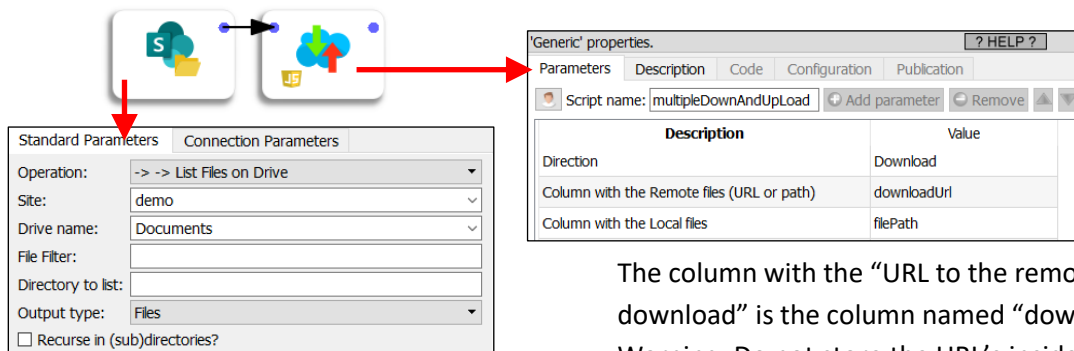 S
JS
'Generic' properties.
? HELP ?
Parameters Description Code Configuration Publication
Script name: multipleDownAndUpLoad Add parameter Remove
Description Value
Direction Download
Column with the Remote files (URL or path) downloadUrl
Column with the Local files filePath
Standard Parameters Connection Parameters
Operation: -> -> List Files on Drive
Site: demo
Drive name: Documents
File Filter:
Directory to list:
Output type: Files
Recurse in (sub)directories?
The column with the “URL to the remo
download” is the column named “dow